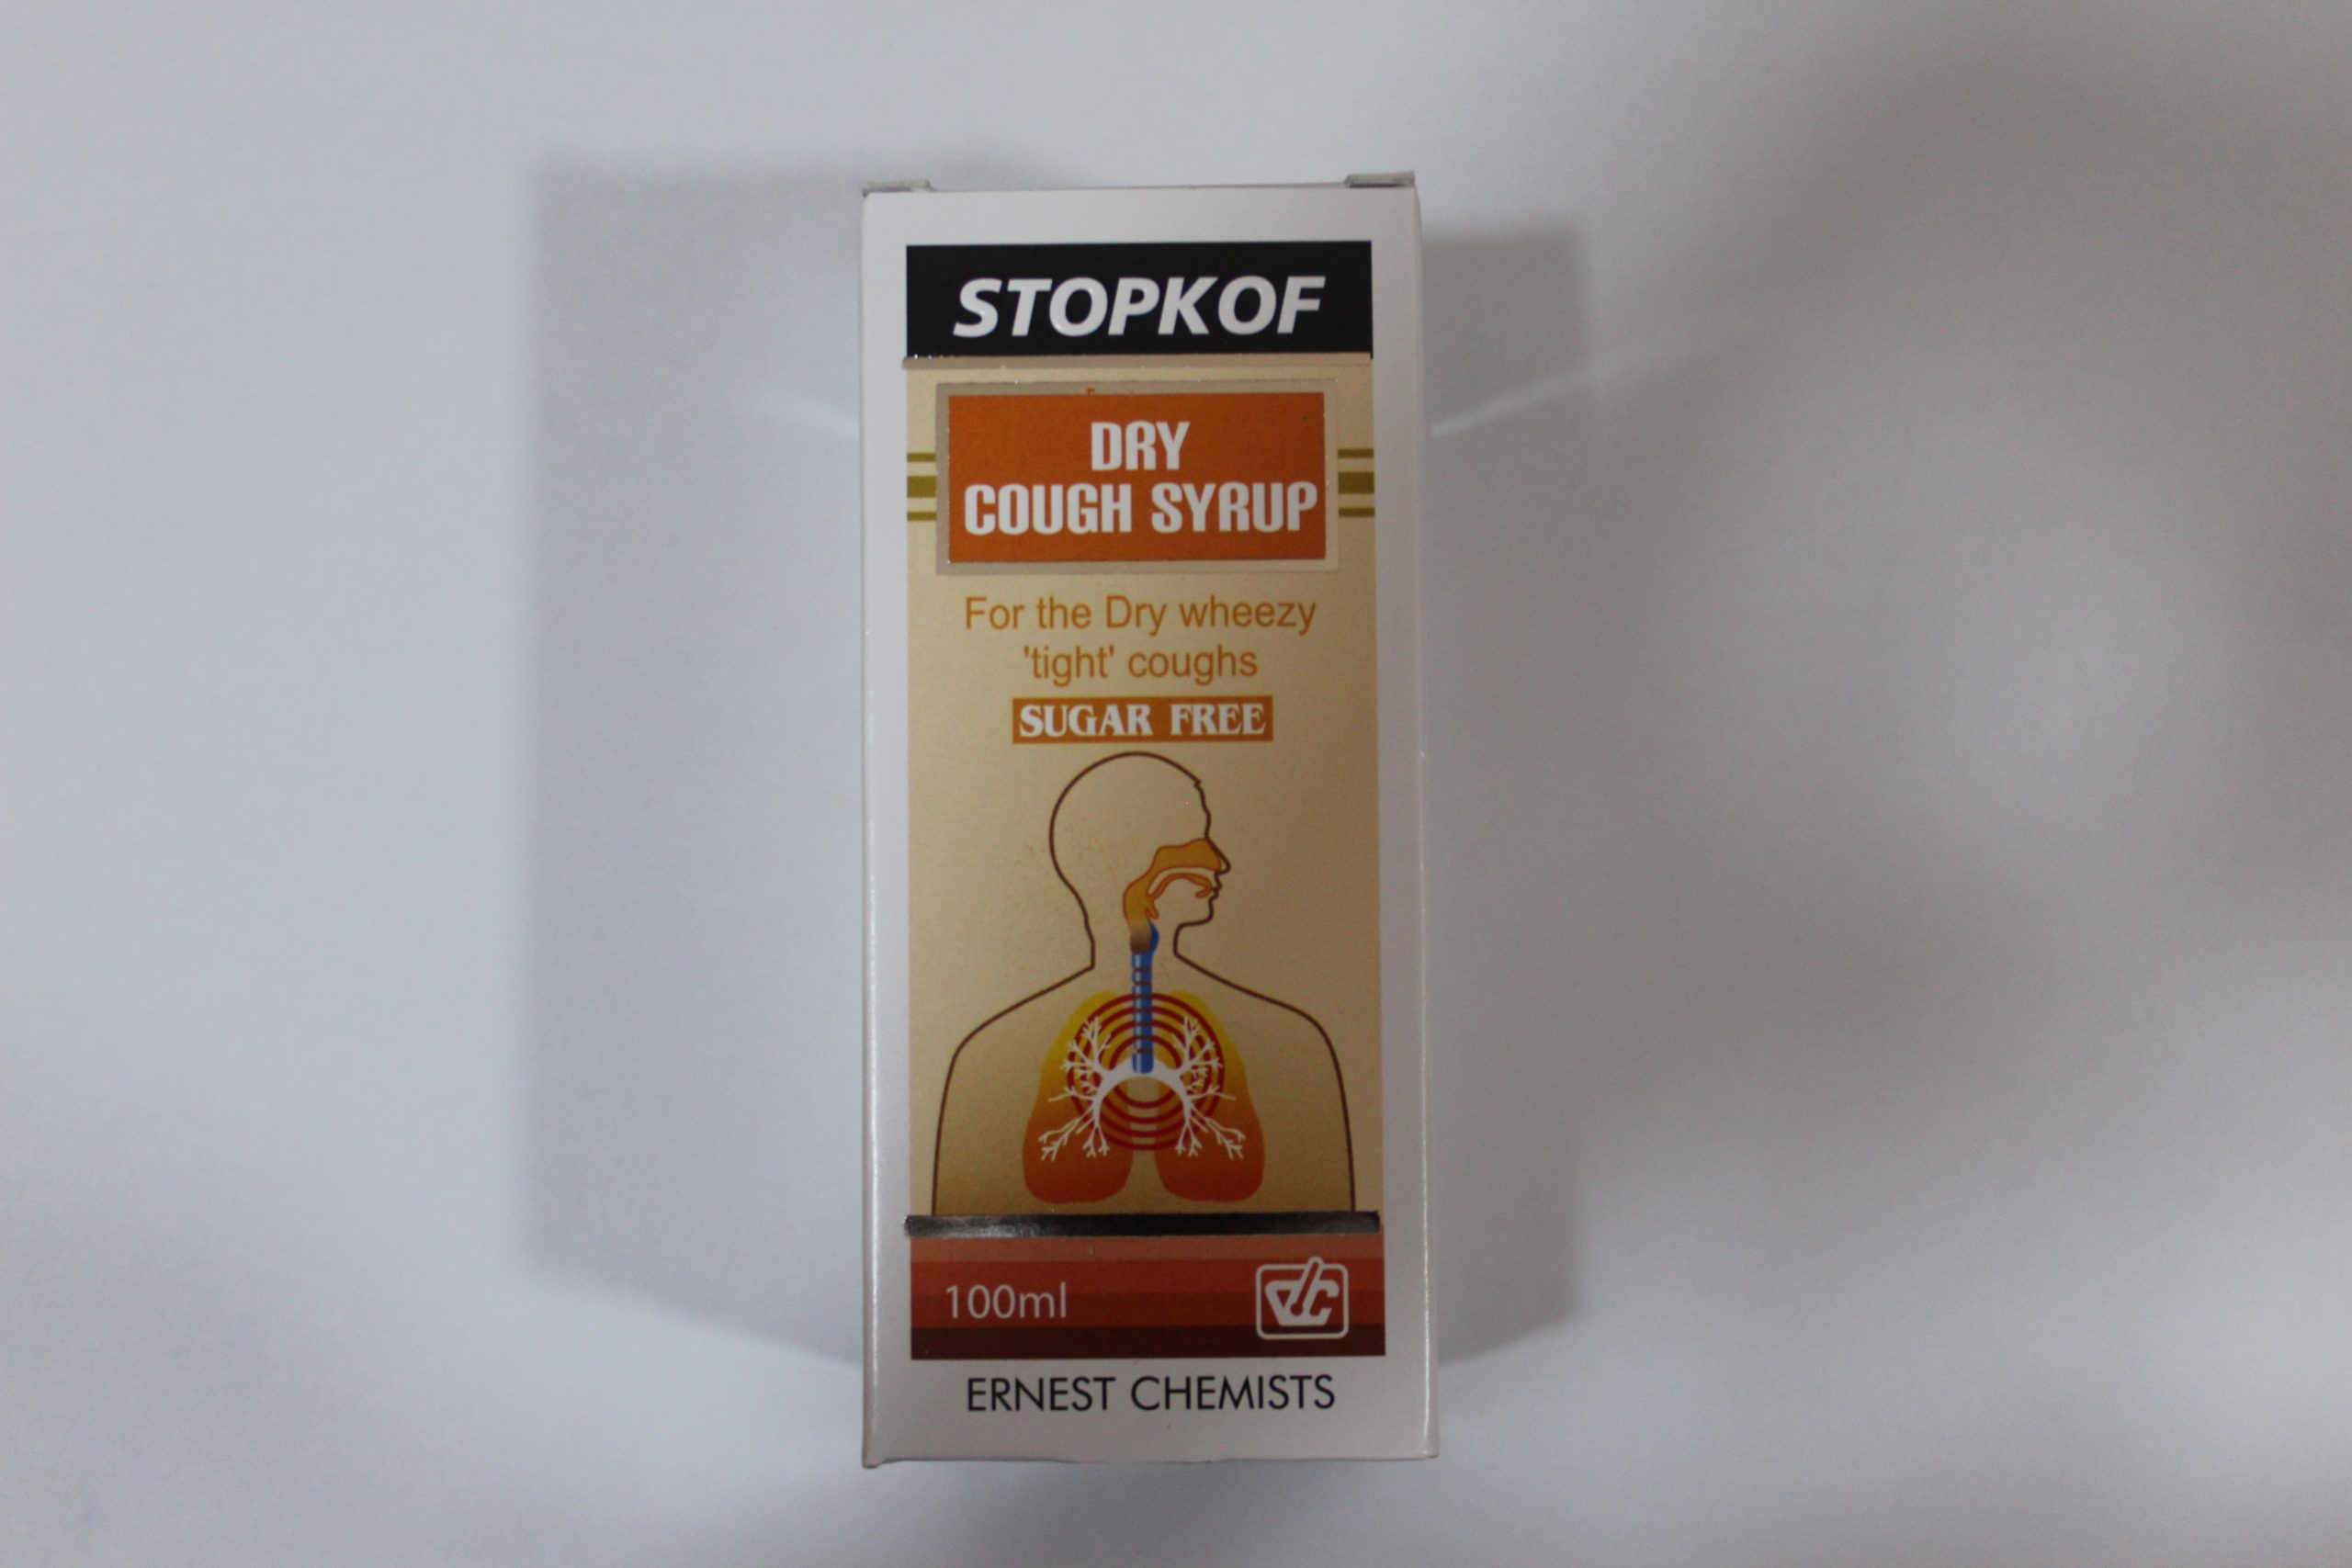 STOPKOF
DRY
COUGH SYRUP
For the Dry wheezy
'tight' coughs
SUGAR FREE
100ml
ERNEST CHEMISTS